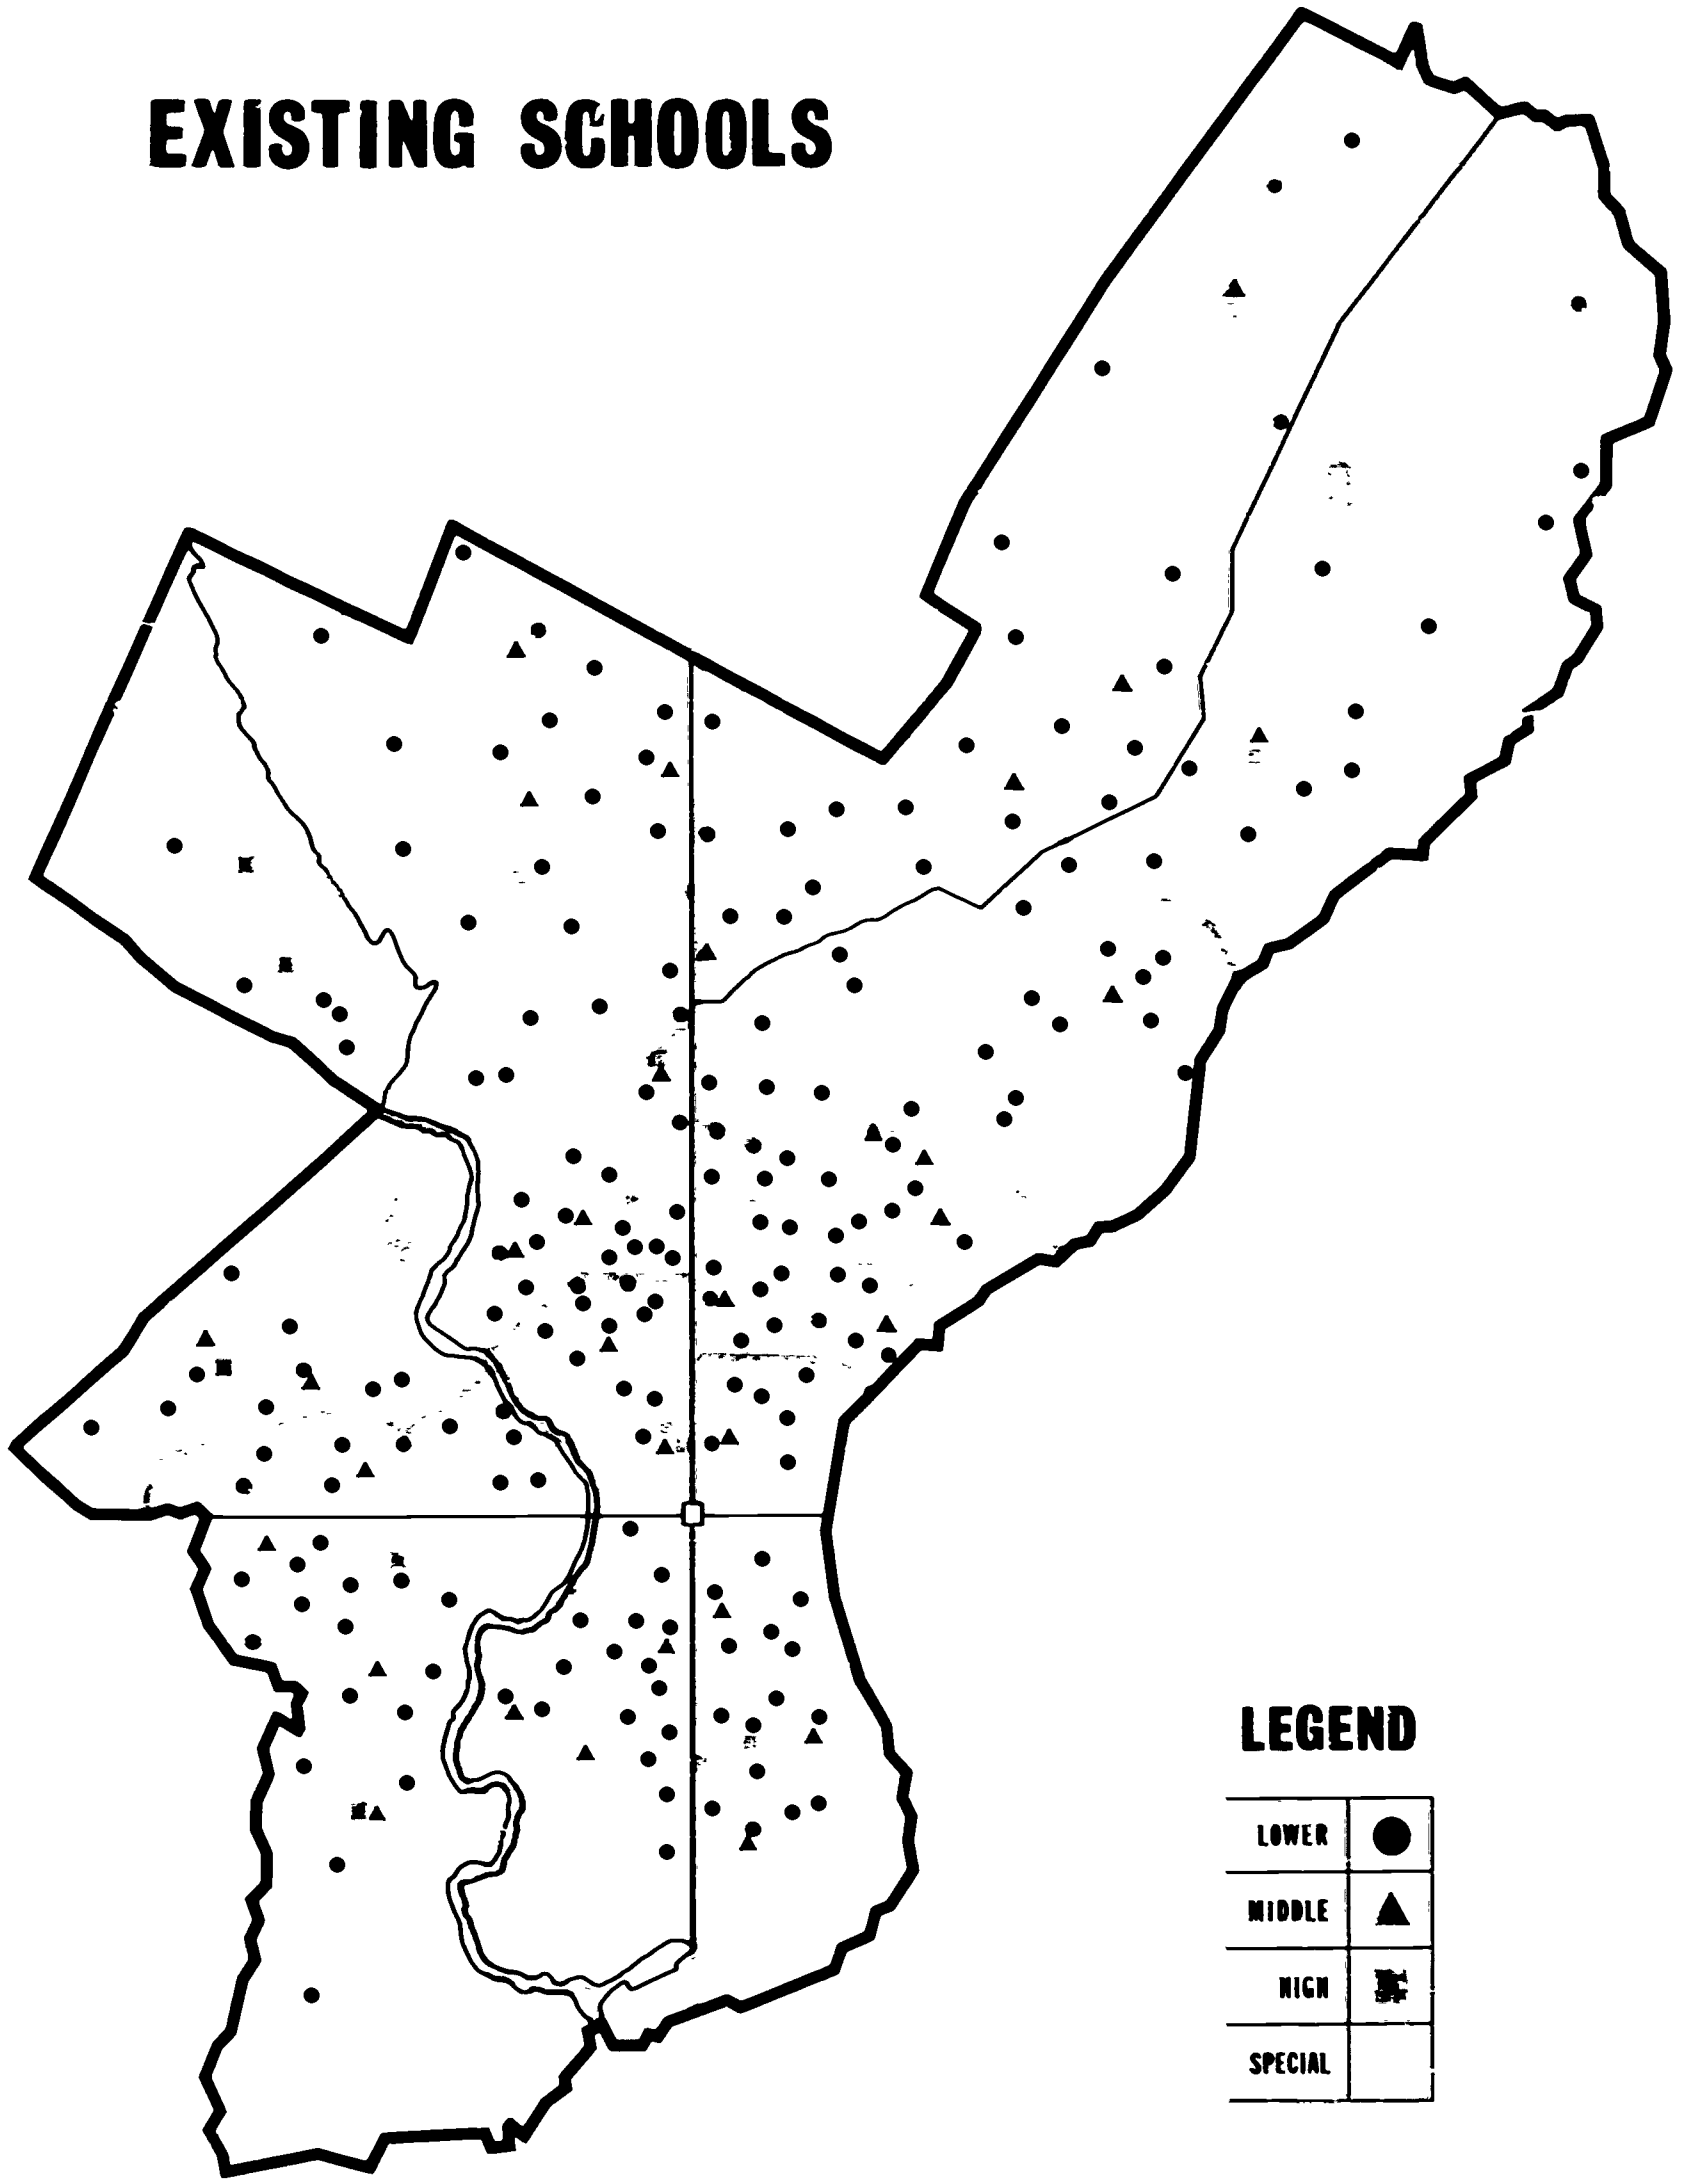 EXISTING SCHOOLS
LEGEND
LOWER
MIDDLE
HIGH
SPECIAL